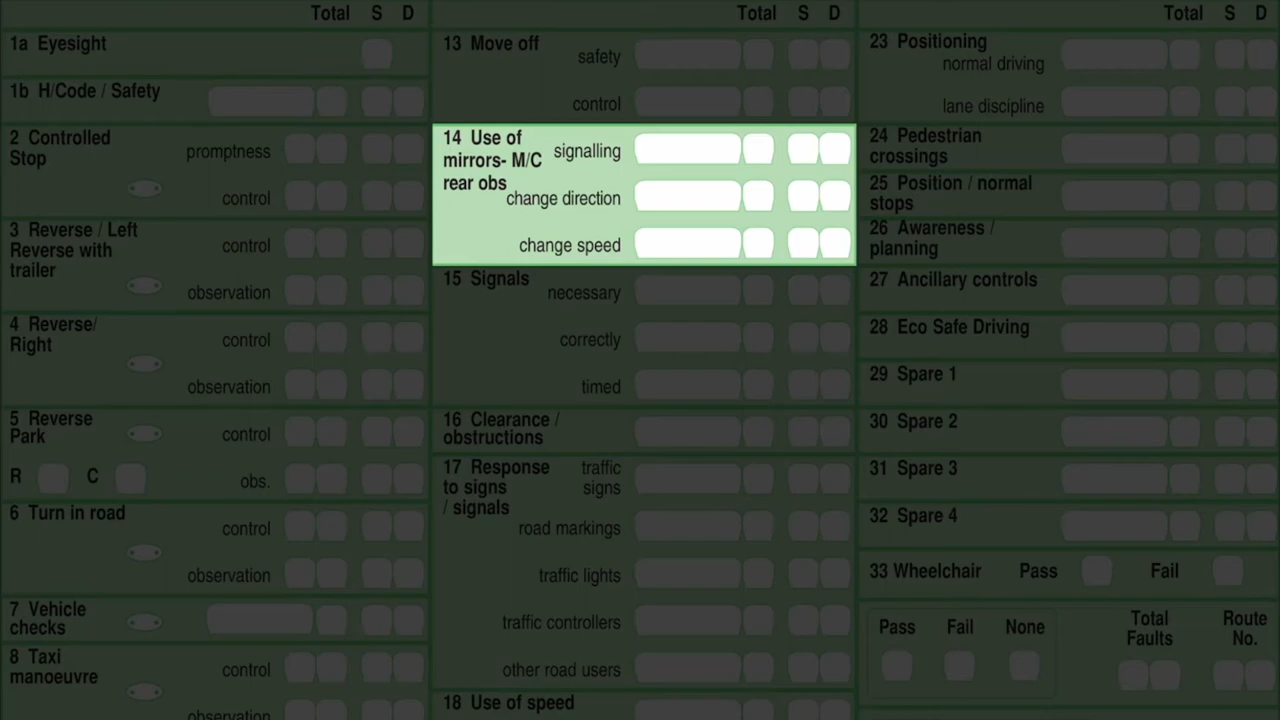 Total S D
1a Eyesight
1b H/Code / Safety
2 Controlled
Stop
promptness
control
3 Reverse / Left
Reverse with
trailer
control
observation
4 Reverse/
Right
control
observation
5 Reverse
Park
control
R C obs.
6 Turn in road
control
observation
7 Vehicle
checks
8 Taxi
manoeuvre
control
observation
Total S D
13 Move off
safety
control
14 Use of
mirrors- M/C
rear obs
signalling
change direction
change speed
15 Signals
necessary
correctly
timed
16 Clearance /
obstructions
17 Response
to signs
/ signals
traffic
signs
road markings
traffic lights
traffic controllers
other road users
18 Use of speed
Total S D
23 Positioning
normal driving
lane discipline
24 Pedestrian
crossings
25 Position / normal
stops
26 Awareness /
planning
27 Ancillary controls
28 Eco Safe Driving
29 Spare 1
30 Spare 2
31 Spare 3
32 Spare 4
33 Wheelchair Pass Fail
Pass Fail None
Total
Faults
Route
No.